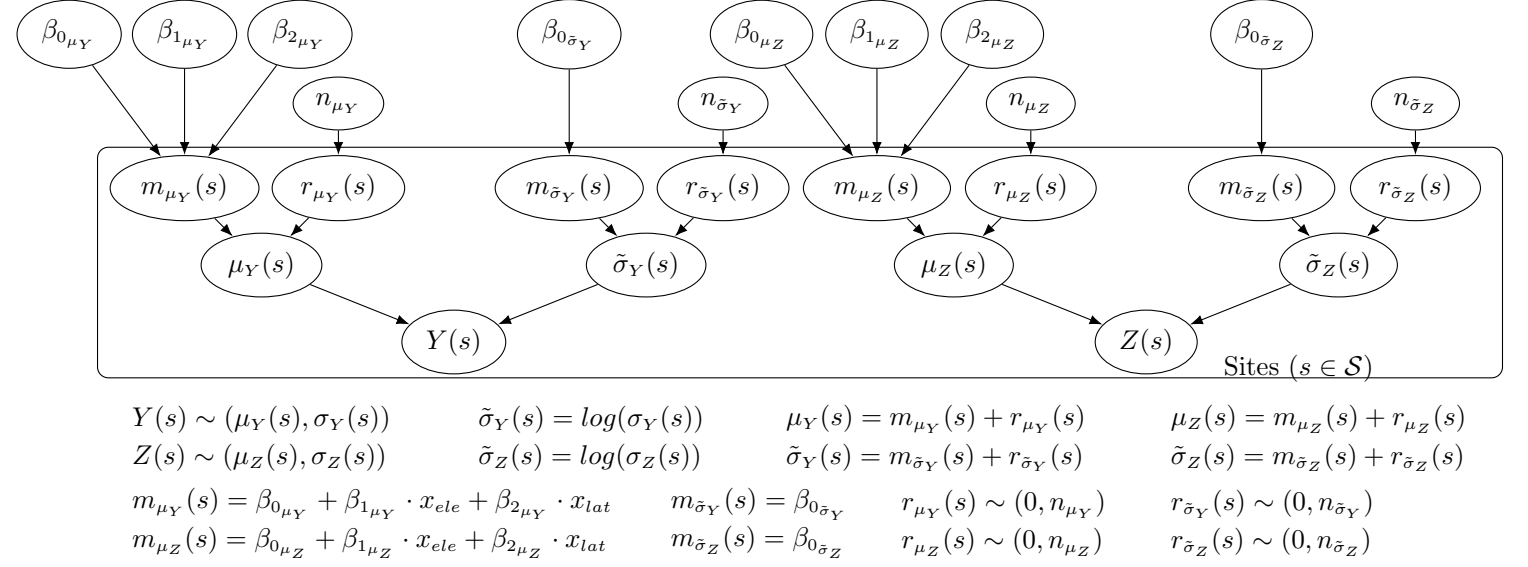 β_{0_{μ_Y}} β_{1_{μ_Y}} β_{2_{μ_Y}} β_{0_{σ̃_Y}} β_{0_{μ_Z}} β_{1_{μ_Z}} β_{2_{μ_Z}} β_{0_{σ̃_Z}}
n_{μ_Y} n_{σ̃_Y} n_{μ_Z} n_{σ̃_Z}
m_{μ_Y}(s) r_{μ_Y}(s) m_{σ̃_Y}(s) r_{σ̃_Y}(s) m_{μ_Z}(s) r_{μ_Z}(s) m_{σ̃_Z}(s) r_{σ̃_Z}(s)
μ_Y(s) σ̃_Y(s) μ_Z(s) σ̃_Z(s)
Y(s) Z(s)
Sites (s ∈ 𝒮)
Y(s) ∼ (μ_Y(s), σ_Y(s)) σ̃_Y(s) = log(σ_Y(s)) μ_Y(s) = m_{μ_Y}(s) + r_{μ_Y}(s) μ_Z(s) = m_{μ_Z}(s) + r_{μ_Z}(s)
Z(s) ∼ (μ_Z(s), σ_Z(s)) σ̃_Z(s) = log(σ_Z(s)) σ̃_Y(s) = m_{σ̃_Y}(s) + r_{σ̃_Y}(s) σ̃_Z(s) = m_{σ̃_Z}(s) + r_{σ̃_Z}(s)
m_{μ_Y}(s) = β_{0_{μ_Y}} + β_{1_{μ_Y}} · x_{ele} + β_{2_{μ_Y}} · x_{lat} m_{σ̃_Y}(s) = β_{0_{σ̃_Y}} r_{μ_Y}(s) ∼ (0, n_{μ_Y}) r_{σ̃_Y}(s) ∼ (0, n_{σ̃_Y})
m_{μ_Z}(s) = β_{0_{μ_Z}} + β_{1_{μ_Z}} · x_{ele} + β_{2_{μ_Z}} · x_{lat} m_{σ̃_Z}(s) = β_{0_{σ̃_Z}} r_{μ_Z}(s) ∼ (0, n_{μ_Z}) r_{σ̃_Z}(s) ∼ (0, n_{σ̃_Z})